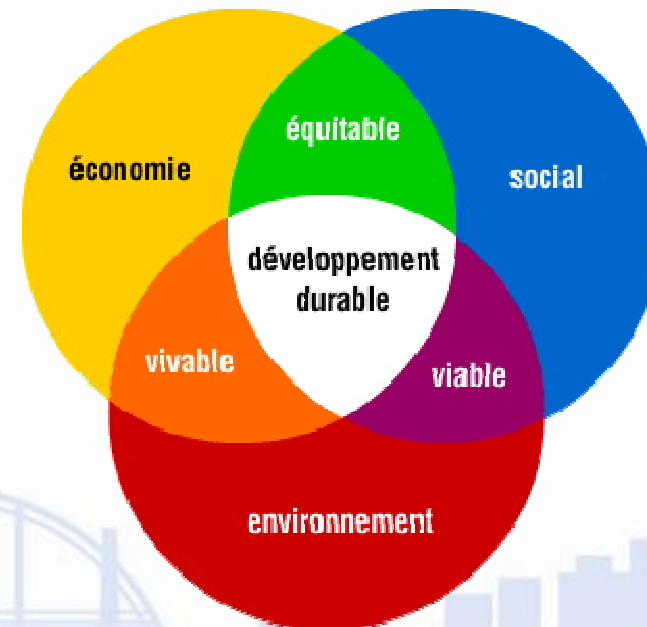 équitable
économie
social
développement
durable
vivable
viable
environnement